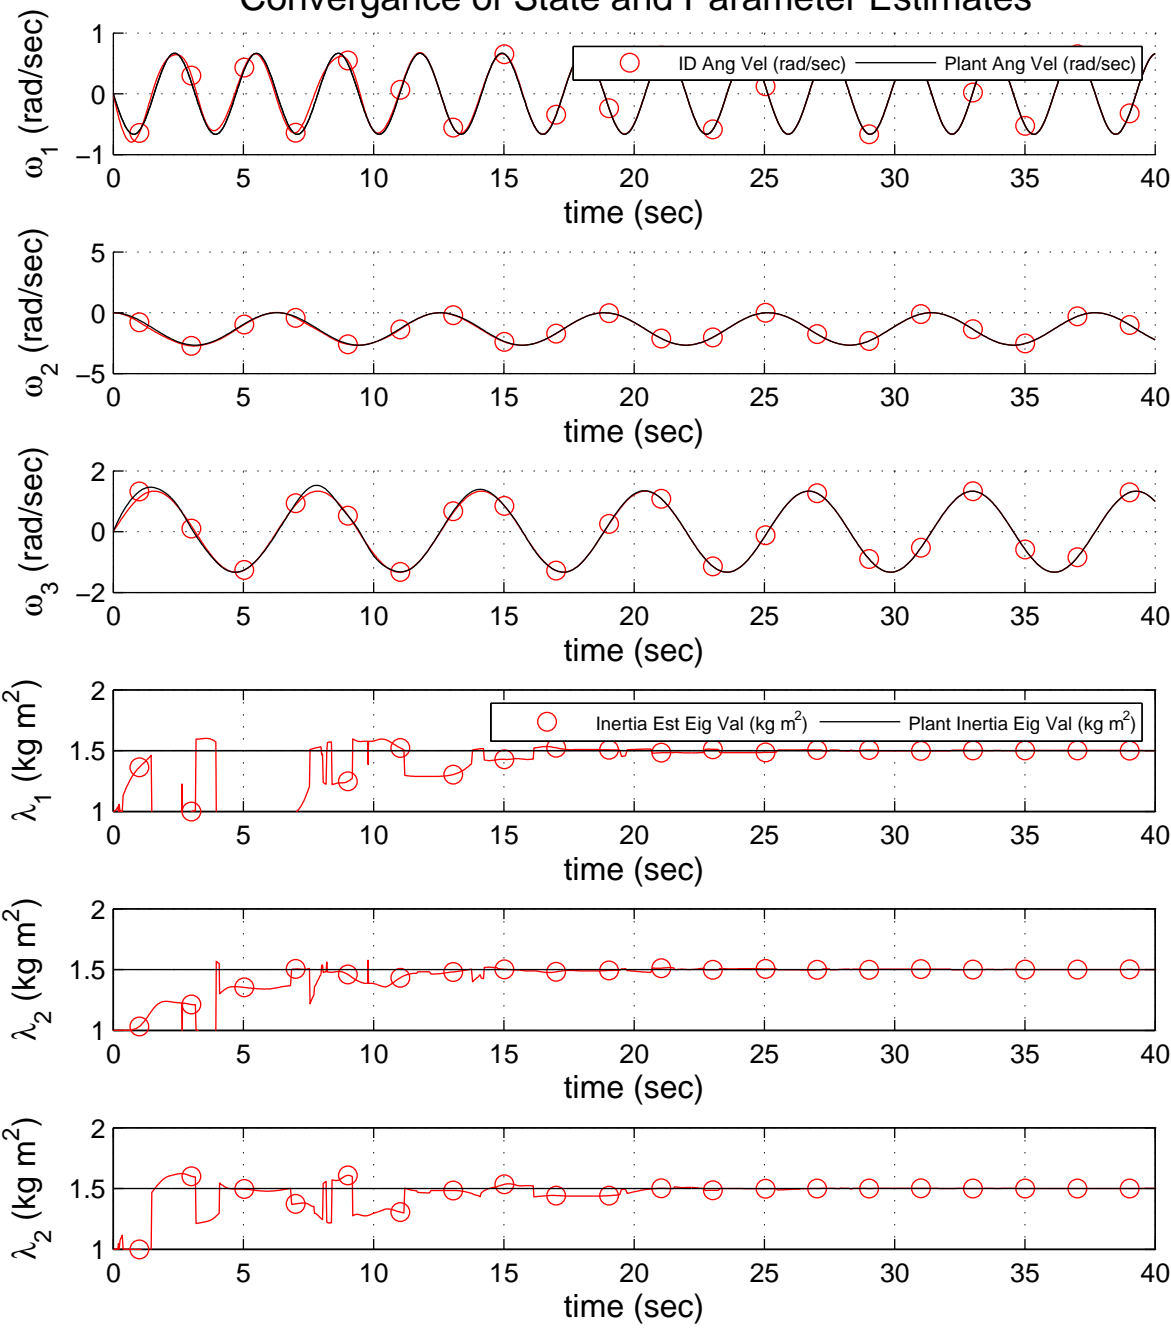 Convergance of State and Parameter Estimates
1
0
−1
ω1 (rad/sec)
ID Ang Vel (rad/sec) Plant Ang Vel (rad/sec)
0 5 10 15 20 25 30 35 40
time (sec)
5
0
−5
ω2 (rad/sec)
0 5 10 15 20 25 30 35 40
time (sec)
2
0
−2
ω3 (rad/sec)
0 5 10 15 20 25 30 35 40
time (sec)
2
1.5
1
λ1 (kg m2)
Inertia Est Eig Val (kg m2) Plant Inertia Eig Val (kg m2)
0 5 10 15 20 25 30 35 40
time (sec)
2
1.5
1
λ2 (kg m2)
0 5 10 15 20 25 30 35 40
time (sec)
2
1.5
1
λ2 (kg m2)
0 5 10 15 20 25 30 35 40
time (sec)